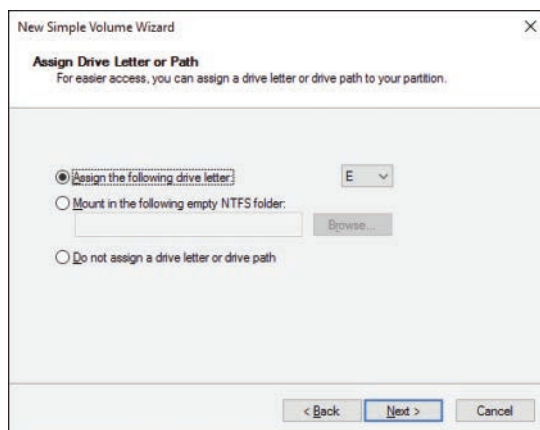 New Simple Volume Wizard
Assign Drive Letter or Path
For easier access, you can assign a drive letter or drive path to your partition.
Assign the following drive letter: E
Mount in the following empty NTFS folder:
Browse...
Do not assign a drive letter or drive path
< Back Next > Cancel